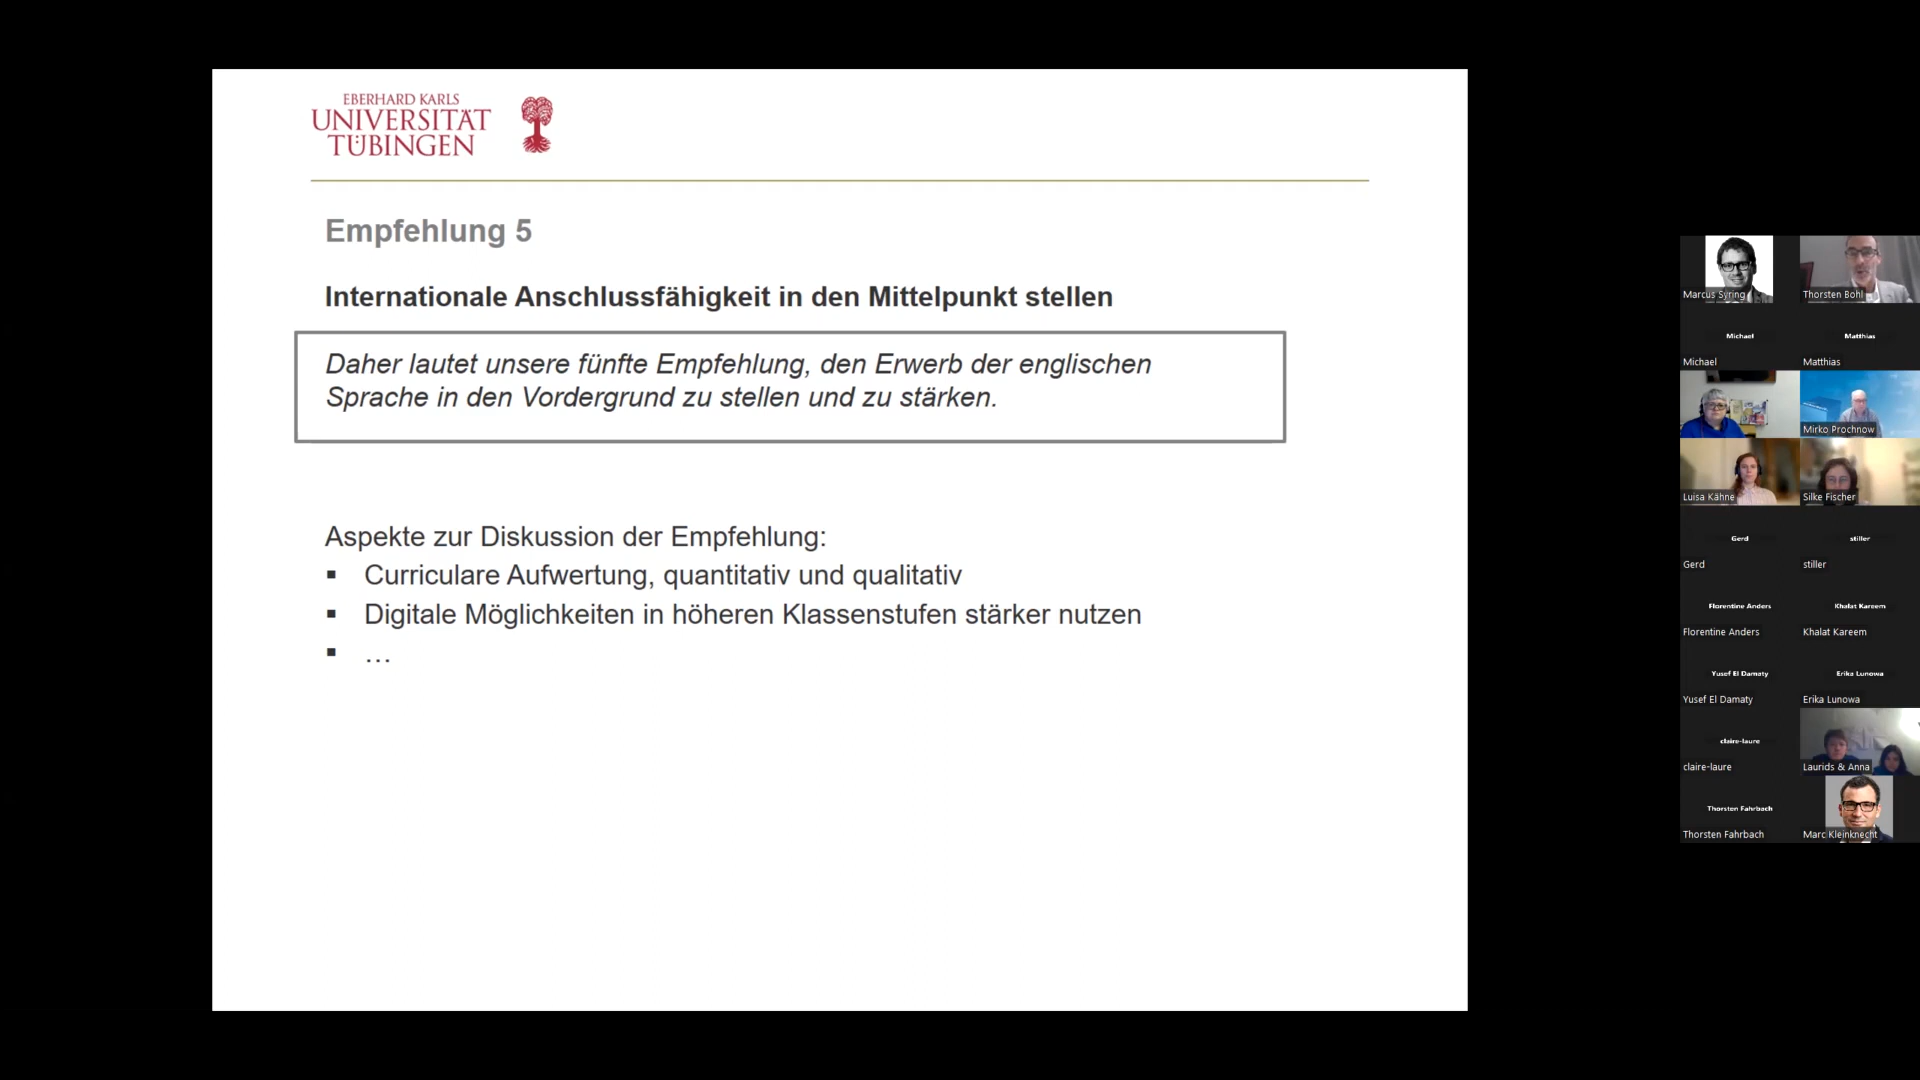 EBERHARD KARLS
UNIVERSITÄT
TÜBINGEN
Empfehlung 5
Internationale Anschlussfähigkeit in den Mittelpunkt stellen
Daher lautet unsere fünfte Empfehlung, den Erwerb der englischen
Sprache in den Vordergrund zu stellen und zu stärken.
Aspekte zur Diskussion der Empfehlung:
▪ Curriculare Aufwertung, quantitativ und qualitativ
▪ Digitale Möglichkeiten in höheren Klassenstufen stärker nutzen
▪ …
Marcus Syring
Thorsten Bohl
Michael
Michael
Matthias
Matthias
Mirko Prochnow
Luisa Kähne
Silke Fischer
Gerd
Gerd
stiller
stiller
Florentine Anders
Florentine Anders
Khalat Kareem
Khalat Kareem
Yusef El Damaty
Yusef El Damaty
Erika Lunowa
Erika Lunowa
claire-laure
claire-laure
Laurids & Anna
Thorsten Fahrbach
Thorsten Fahrbach
Marc Kleinknecht